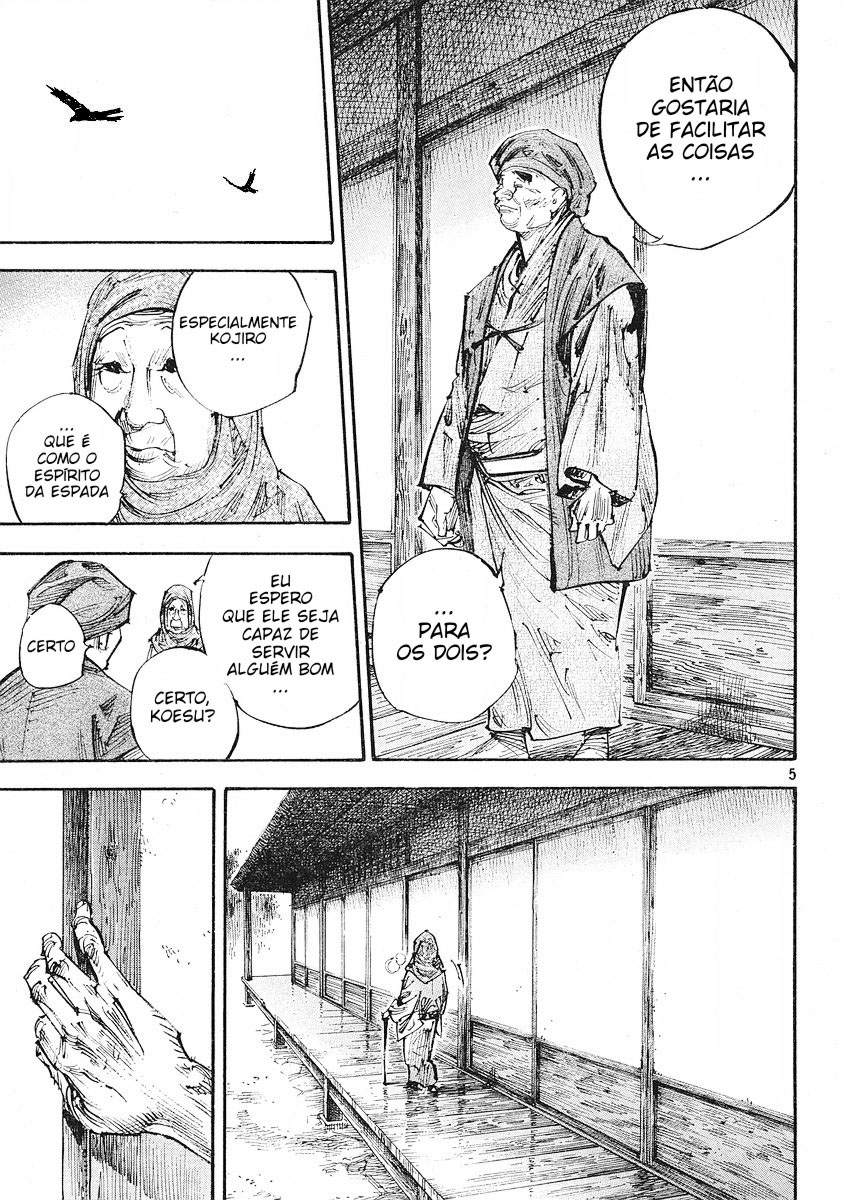 ENTÃO
GOSTARIA
DE FACILITAR
AS COISAS
...
...
PARA
OS DOIS?
ESPECIALMENTE
KOJIRO
...
...
QUE É
COMO O
ESPÍRITO
DA ESPADA
EU
ESPERO
QUE ELE SEJA
CAPAZ DE
SERVIR
ALGUÉM BOM
...
CERTO,
KOESU?
CERTO
5